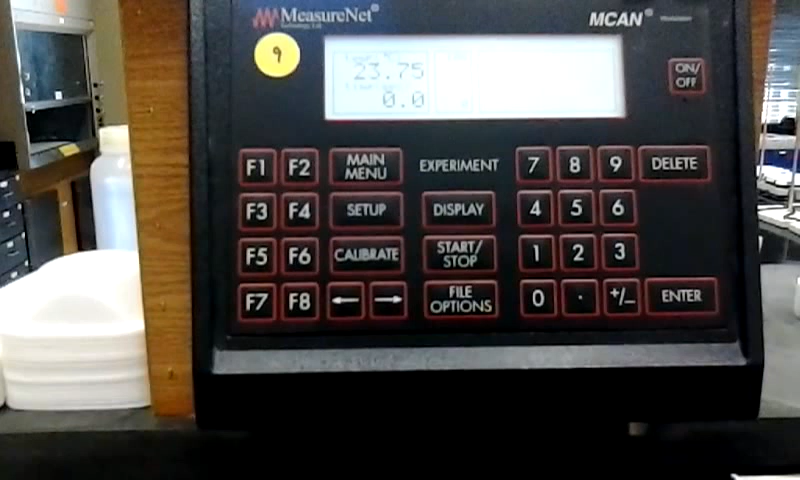 MeasureNet®
MCAN
9
23.75
0.0
ON/
OFF
F1 F2 MAIN MENU EXPERIMENT 7 8 9 DELETE
F3 F4 SETUP DISPLAY 4 5 6
F5 F6 CALIBRATE START/STOP 1 2 3
F7 F8 ← → FILE OPTIONS 0 . +/− ENTER